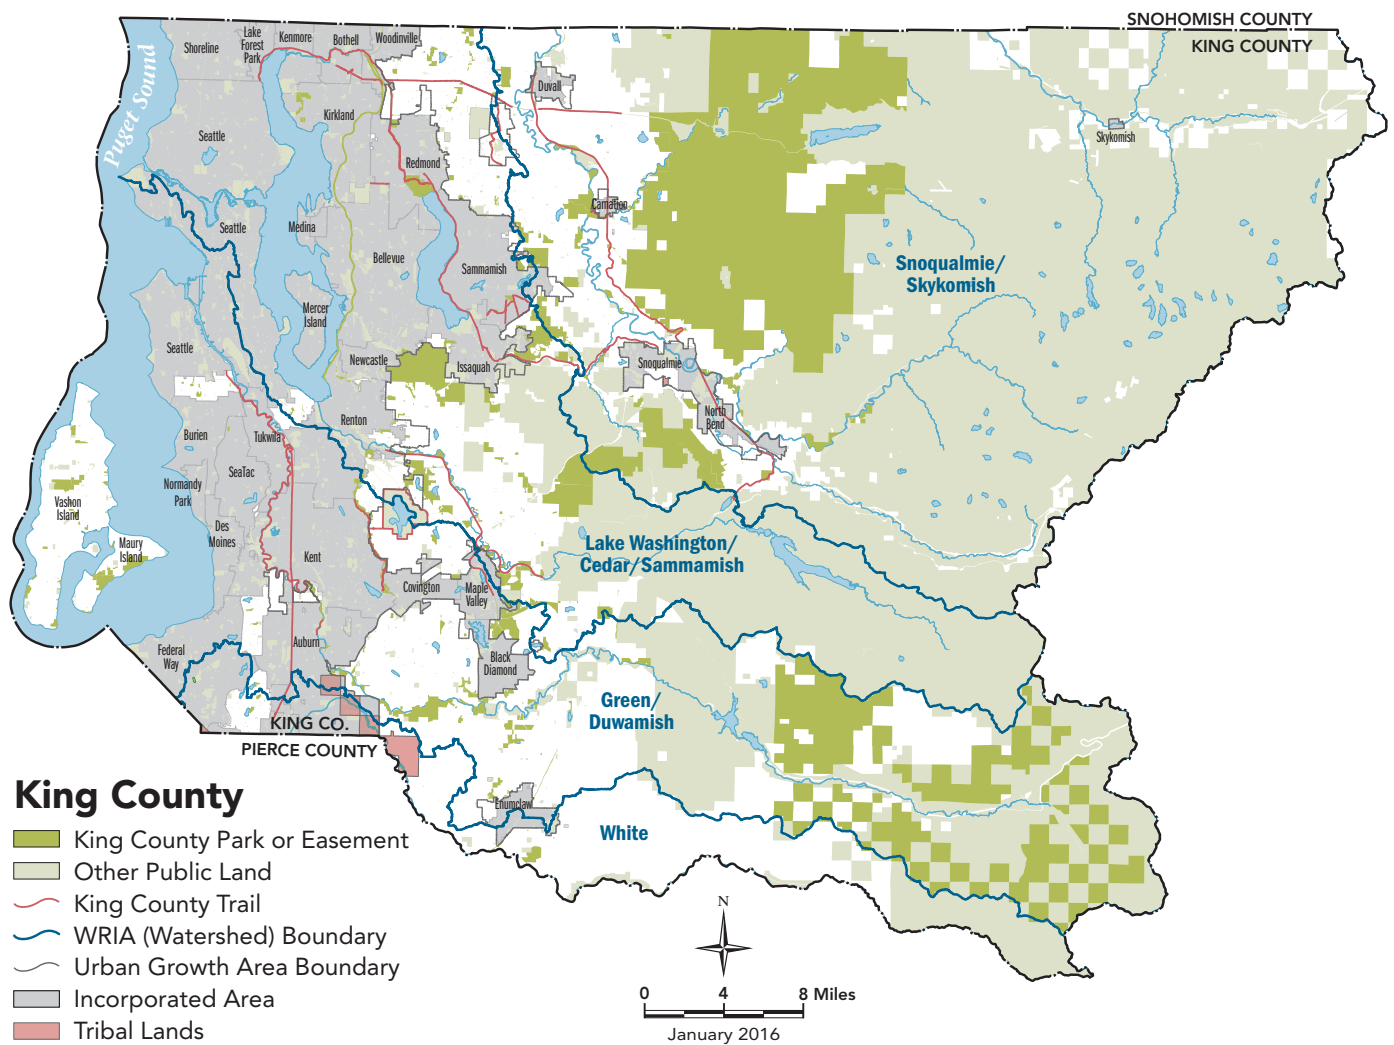 SNOHOMISH COUNTY
KING COUNTY
Puget Sound
Shoreline
Lake
Forest
Park
Kenmore
Bothell
Woodinville
Duvall
Kirkland
Seattle
Redmond
Skykomish
Carnation
Seattle
Medina
Bellevue
Sammamish
Snoqualmie/
Skykomish
Mercer
Island
Seattle
Newcastle
Issaquah
Snoqualmie
North
Bend
Renton
Burien
Tukwila
SeaTac
Normandy
Park
Vashon
Island
Des
Moines
Maury
Island
Kent
Lake Washington/
Cedar/Sammamish
Covington
Maple
Valley
Auburn
Federal
Way
Black
Diamond
Green/
Duwamish
KING CO.
PIERCE COUNTY
Enumclaw
White
King County
King County Park or Easement
Other Public Land
King County Trail
WRIA (Watershed) Boundary
Urban Growth Area Boundary
Incorporated Area
Tribal Lands
N
0 4 8 Miles
January 2016